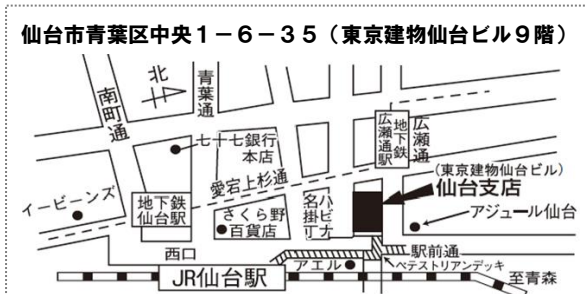 仙台市青葉区中央１－６－３５（東京建物仙台ビル９階）
北
南町通
青葉通
七十七銀行
本店
愛宕上杉通
地下鉄
広瀬通駅
広瀬通
(東京建物仙台ビル)
仙台支店
イービーンズ
地下鉄
仙台駅
さくら野
百貨店
ハピナ
名掛丁
アジュール仙台
西口
アエル
駅前通
ペデストリアンデッキ
JR仙台駅
至青森